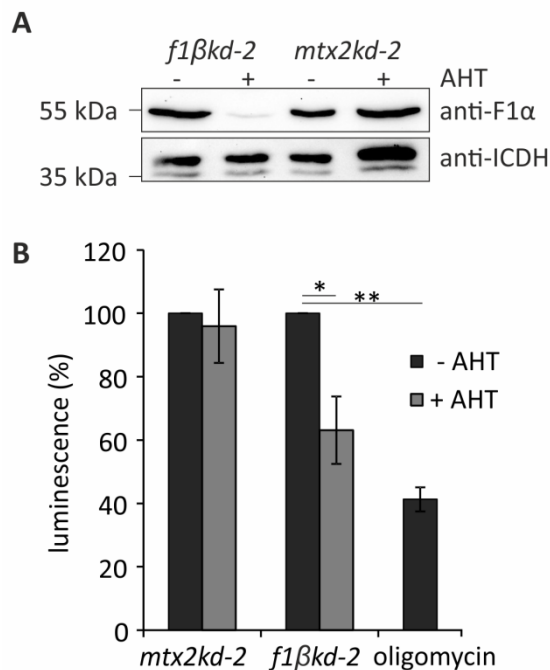 A
f1βkd-2 mtx2kd-2
- + - + AHT
55 kDa anti-F1α
35 kDa anti-ICDH
B
120
100
80
60
40
20
0
luminescence (%)
* 
**
- AHT
+ AHT
mtx2kd-2 f1βkd-2 oligomycin